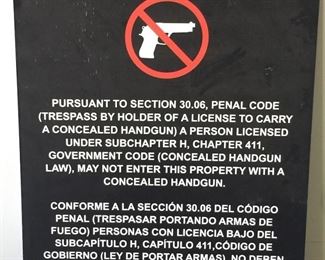 PURSUANT TO SECTION 30.06, PENAL CODE
(TRESPASS BY HOLDER OF A LICENSE TO CARRY
A CONCEALED HANDGUN) A PERSON LICENSED
UNDER SUBCHAPTER H, CHAPTER 411,
GOVERNMENT CODE (CONCEALED HANDGUN
LAW), MAY NOT ENTER THIS PROPERTY WITH A
CONCEALED HANDGUN.
CONFORME A LA SECCIÓN 30.06 DEL CÓDIGO
PENAL (TRESPASAR PORTANDO ARMAS DE
FUEGO) PERSONAS CON LICENCIA BAJO DEL
SUBCAPÍTULO H, CAPÍTULO 411,CÓDIGO DE
GOBIERNO (LEY DE PORTAR ARMAS), NO DEBEN